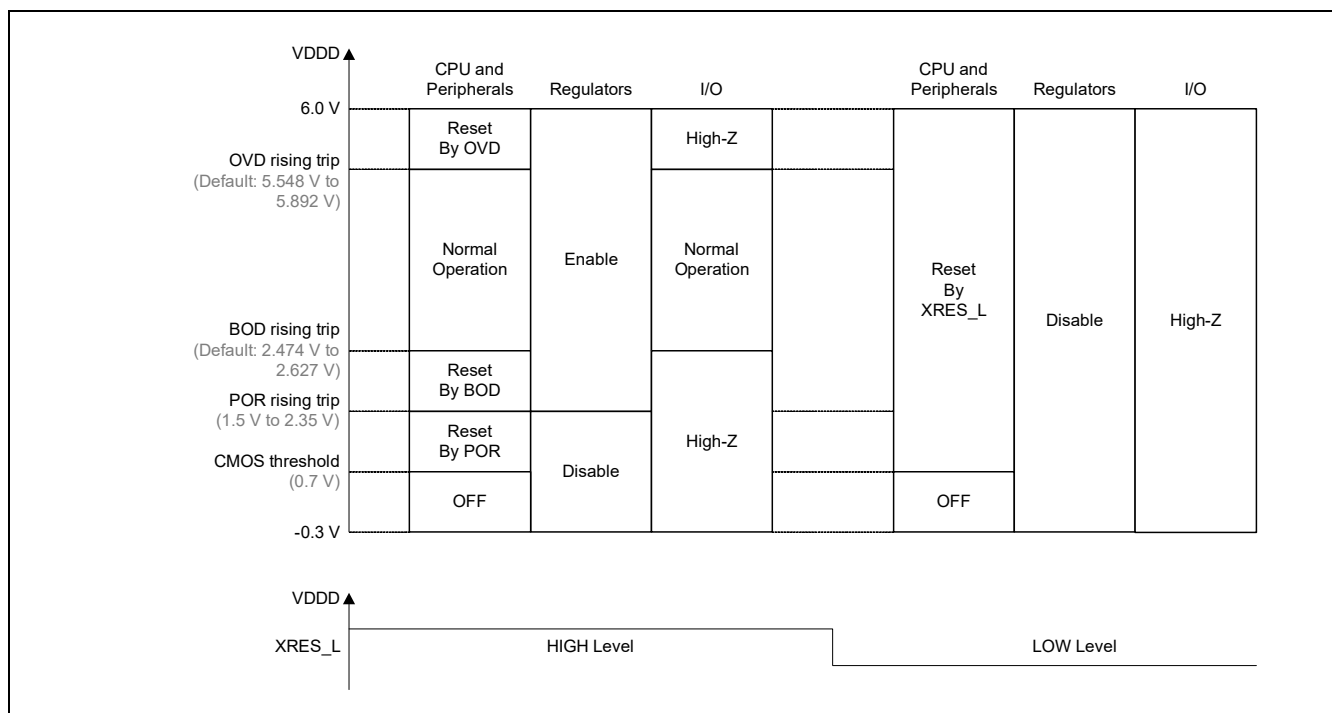 VDDD
CPU and
Peripherals
Regulators
I/O
CPU and
Peripherals
Regulators
I/O
6.0 V
Reset
By OVD
High-Z
OVD rising trip
(Default: 5.548 V to
5.892 V)
Normal
Operation
Enable
Normal
Operation
Reset
By
XRES_L
Disable
High-Z
BOD rising trip
(Default: 2.474 V to
2.627 V)
Reset
By BOD
POR rising trip
(1.5 V to 2.35 V)
Reset
By POR
High-Z
CMOS threshold
(0.7 V)
Disable
OFF
OFF
-0.3 V
VDDD
XRES_L
HIGH Level
LOW Level